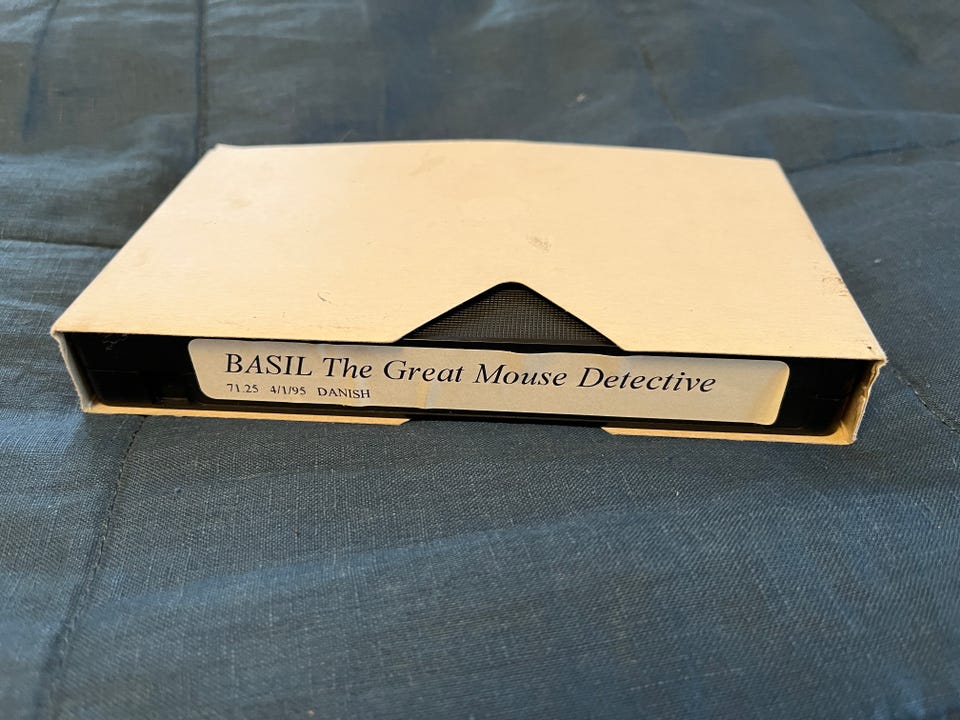 BASIL The Great Mouse Detective
71.25 4/1/95 DANISH